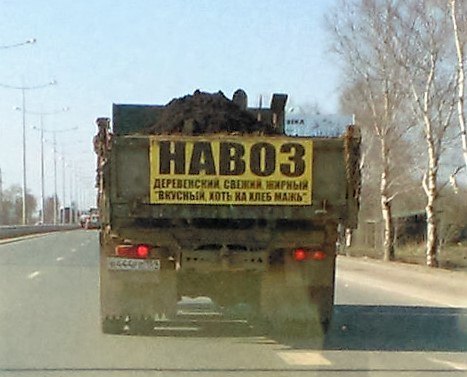 НАВОЗ
ДЕРЕВЕНСКИЙ, СВЕЖИЙ, ЖИРНЫЙ
"ВКУСНЫЙ, ХОТЬ НА ХЛЕБ МАЖЬ"